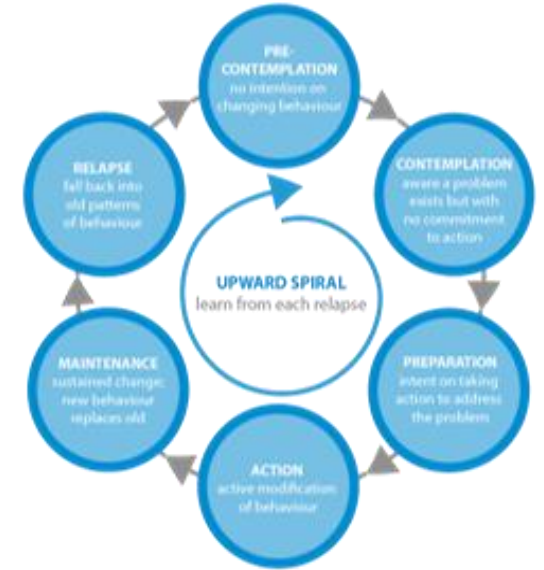 PRE-
CONTEMPLATION
no intention on
changing behaviour
CONTEMPLATION
aware a problem
exists but with
no commitment
to action
PREPARATION
intent on taking
action to address
the problem
ACTION
active modification
of behaviour
MAINTENANCE
sustained change;
new behaviour
replaces old
RELAPSE
fall back into
old patterns
of behaviour
UPWARD SPIRAL
learn from each relapse